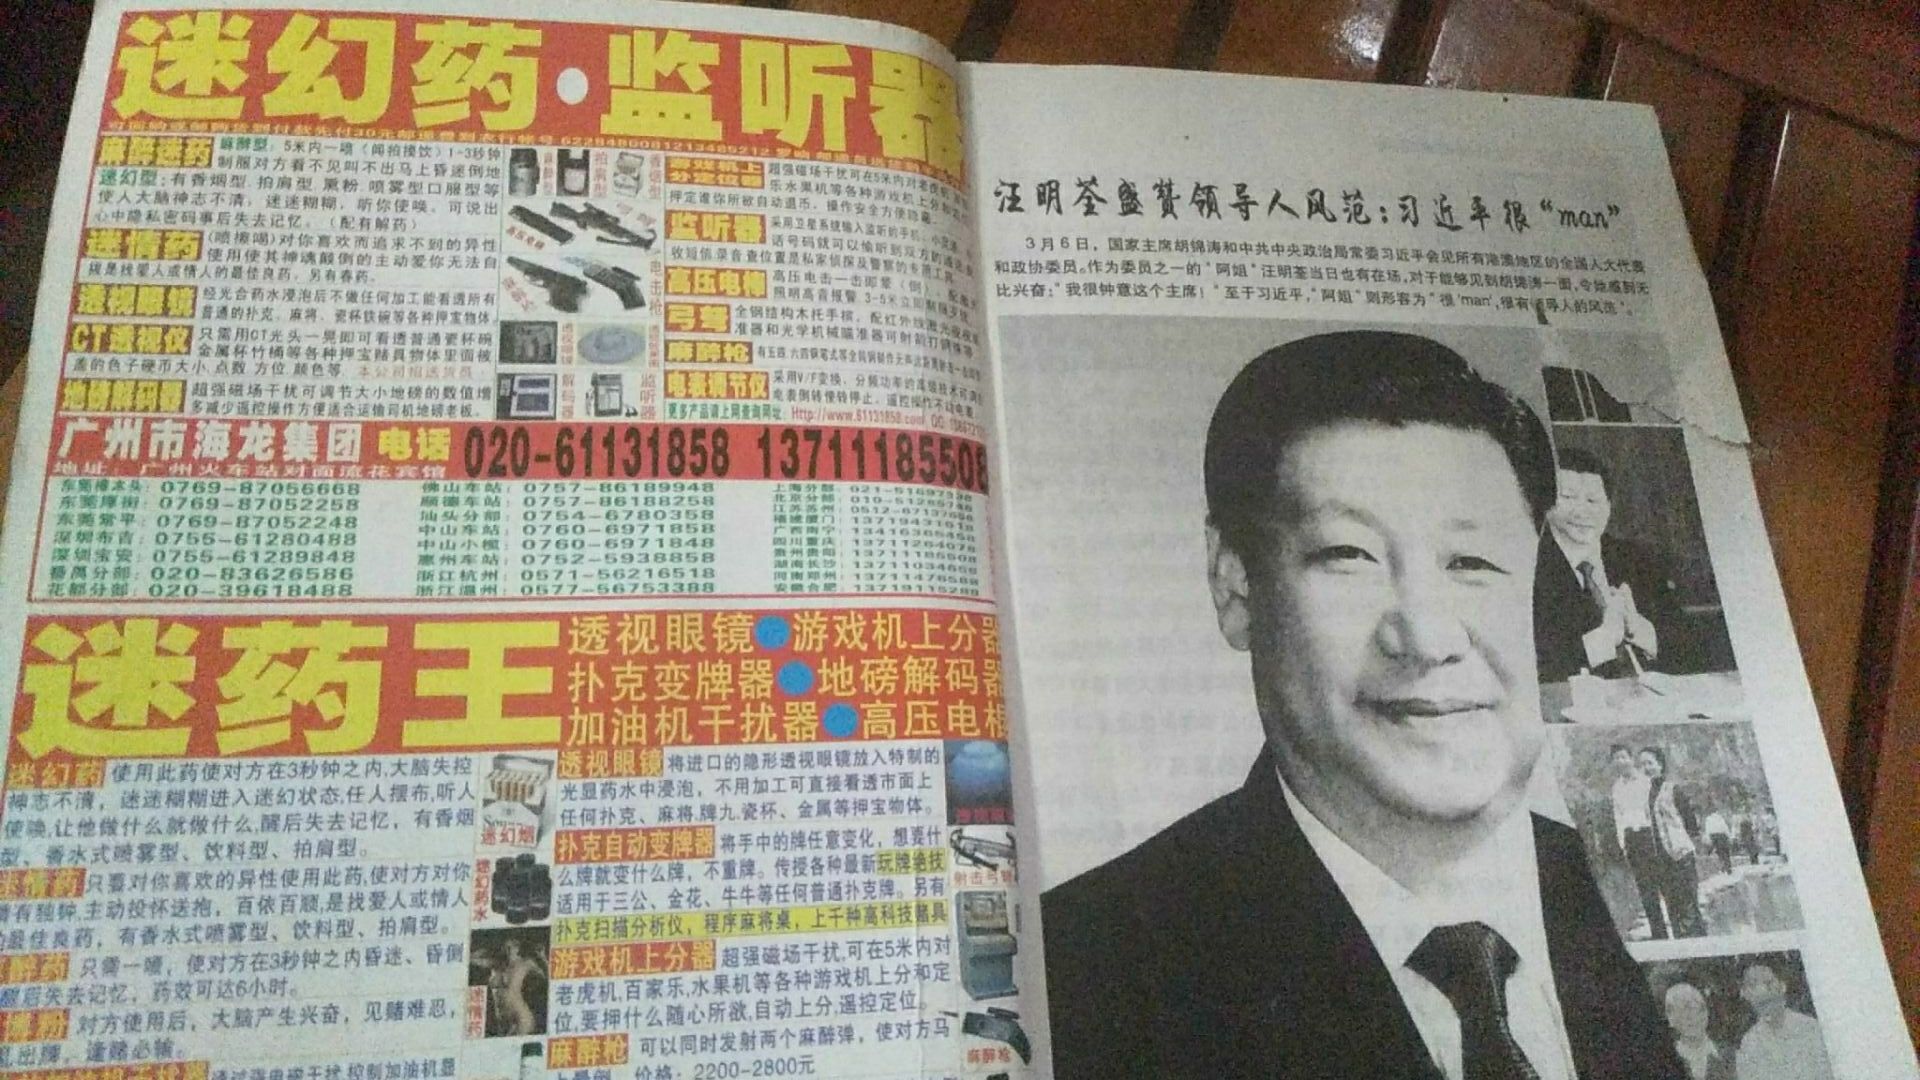 迷幻药·监听器
麻醉迷药 麻醉型：5米内一喷（闻拍摸饮）1-3秒钟
制服对方看不见叫不出马上昏迷倒地
迷幻型：有香烟型.拍肩型.熏粉.喷雾型口服型等
使人大脑神志不清，迷迷糊糊，听你使唤。可说出
心中隐私密码事后失去记忆。（配有解药）
迷情药 （喷擦喝）对你喜欢而追求不到的异性
使用使其神魂颠倒的主动爱你无法自
拔是找爱人或情人的最佳良药，另有春药。
透视眼镜 经光合药水浸泡后不做任何加工能看透所有
普通的扑克、麻将、瓷杯铁碗等各种押宝物体
CT透视仪 只需用CT光头一晃即可看透普通瓷杯碗
金属杯竹桶等各种押宝赌具物体里面被
盖的色子硬币大小.点数.方位.颜色等.本公司招送货员
地磅解码器 超强磁场干扰可调节大小地磅的数值增
多减少遥控操作方便适合运输司机地磅老板。
麻醉型
拍肩型
香烟型
弓弩
高压电棒
电击枪
麻醉枪
透视眼镜
解码器
监听器
游戏机上分定位器 超强磁场干扰可在5米内对
乐水果机等各种游戏机上分
押定谁你所欲自动退币，操作安全方便隐蔽
监听器 采用卫星系统输入监听的手机、小灵通
话号码就可以偷听到双方的通话
收短信.录音查位置是私家侦探及警察的专用工具
高压电棒 高压电击一击即晕（倒）
照明高音报警 3-5米立即
弓弩 全钢结构木托手摈，配红外线
准器和光学机械瞄准器可射箭打钢珠等
麻醉枪
电表调节仪 采用V/F变换、分频功率的高级技术可调
电表倒转慢转停止、遥控操作不动电表
更多产品请上网查询网址：Http://www.61131858.com
广州市海龙集团 电话 020-61131858 13711185508
地址：广州火车站对面流花宾馆
东莞樟木头：0769-87056668 佛山车站：0757-86189948
东莞厚街：0769-87052258 顺德车站：0757-86188258
东莞常平：0769-87052248 汕头分部：0754-6780358
深圳布吉：0755-61280488 中山车站：0760-6971858
深圳宝安：0755-61289848 中山小榄：0760-6971848
番禺分部：020-83626586 惠州车站：0752-5938858
花都分部：020-39618488 浙江杭州：0571-56216518
浙江温州：0577-56753388
上海分部：
北京分部：
江苏苏州：
福建厦门：
广西南宁：
四川重庆：
贵州贵阳：
湖南长沙：
河南郑州：
安徽合肥：
迷药王
透视眼镜 游戏机上分器
扑克变牌器 地磅解码器
加油机干扰器 高压电棍
迷幻药 使用此药使对方在3秒钟之内,大脑失控
神志不清，迷迷糊糊进入迷幻状态,任人摆布,听人
使唤,让他做什么就做什么,醒后失去记忆，有香烟
型、香水式喷雾型、饮料型、拍肩型。
迷情药 只要对你喜欢的异性使用此药,使对方对你
情有独钟,主动投怀送抱，百依百顺,是找爱人或情人
的最佳良药，有香水式喷雾型、饮料型、拍肩型。
麻醉药 只需一喷，使对方在3秒钟之内昏迷、昏倒
醒后失去记忆，药效可达6小时。
对方使用后，大脑产生兴奋，见赌难忍，
乱出牌，逢赌必输。
迷幻烟
迷幻药水
迷情药
透视眼镜 将进口的隐形透视眼镜放入特制的
光显药水中浸泡，不用加工可直接看透市面上
任何扑克、麻将,牌九.瓷杯、金属等押宝物体。
扑克自动变牌器 将手中的牌任意变化，想要什
么牌就变什么牌，不重牌。传授各种最新玩牌绝技
适用于三公、金花、牛牛等任何普通扑克牌。另有
扑克扫描分析仪，程序麻将桌，上千种高科技赌具
游戏机上分器 超强磁场干扰,可在5米内对
老虎机,百家乐,水果机等各种游戏机上分和定
位,要押什么随心所欲,自动上分,遥控定位。
麻醉枪 可以同时发射两个麻醉弹，使对方马
上晕倒 价格：2200-2800元
射击弓弩
麻醉枪
汪明荃盛赞领导人风范：习近平很“man”
3月6日，国家主席胡锦涛和中共中央政治局常委习近平会见所有港澳地区的全国人大代表
和政协委员。作为委员之一的“阿姐”汪明荃当日也有在场，对于能够见到胡锦涛一面，令她感到无
比兴奋：“我很钟意这个主席！”至于习近平，“阿姐”则形容为“很‘man’，很有领导人的风范”。